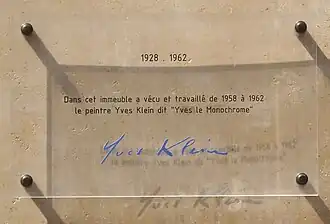 1928 . 1962
Dans cet immeuble a vécu et travaillé de 1958 à 1962
le peintre Yves Klein dit "Yves le Monochrome"
Yves Klein